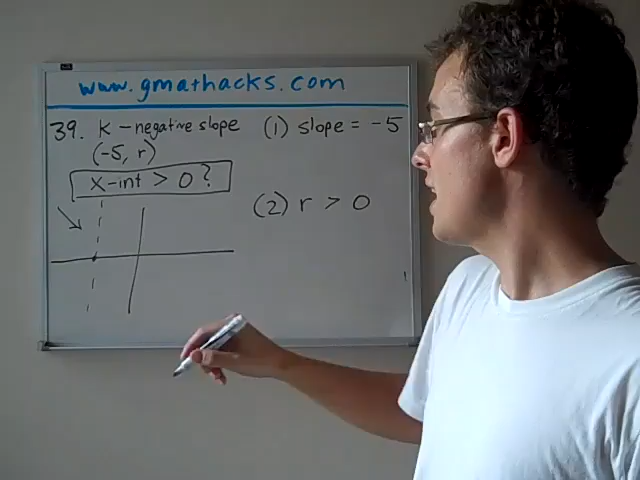 www.gmathacks.com
39. K - negative slope
(-5, r)
x-int > 0?
(1) slope = -5
(2) r > 0